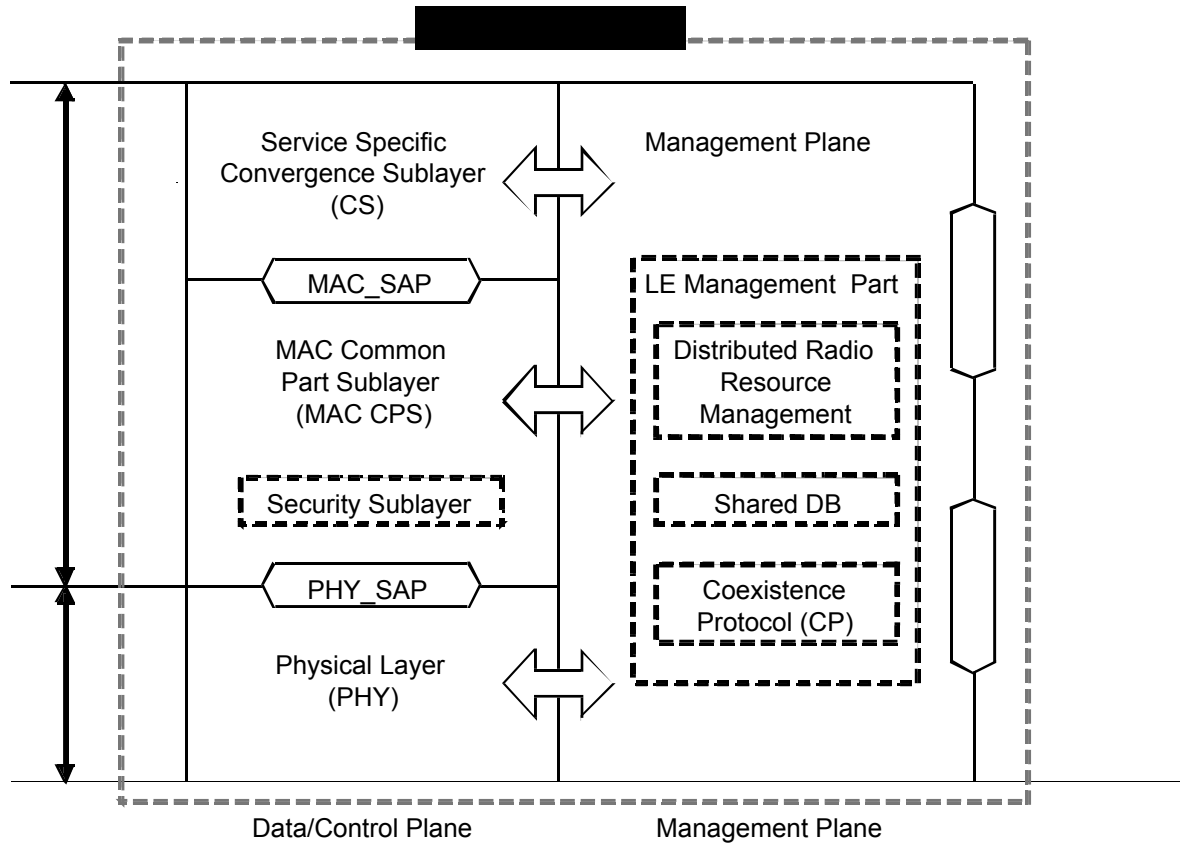 Service Specific
Convergence Sublayer
(CS)
Management Plane
MAC_SAP
LE Management Part
MAC Common
Part Sublayer
(MAC CPS)
Distributed Radio
Resource
Management
Security Sublayer
Shared DB
PHY_SAP
Coexistence
Protocol (CP)
Physical Layer
(PHY)
Data/Control Plane
Management Plane